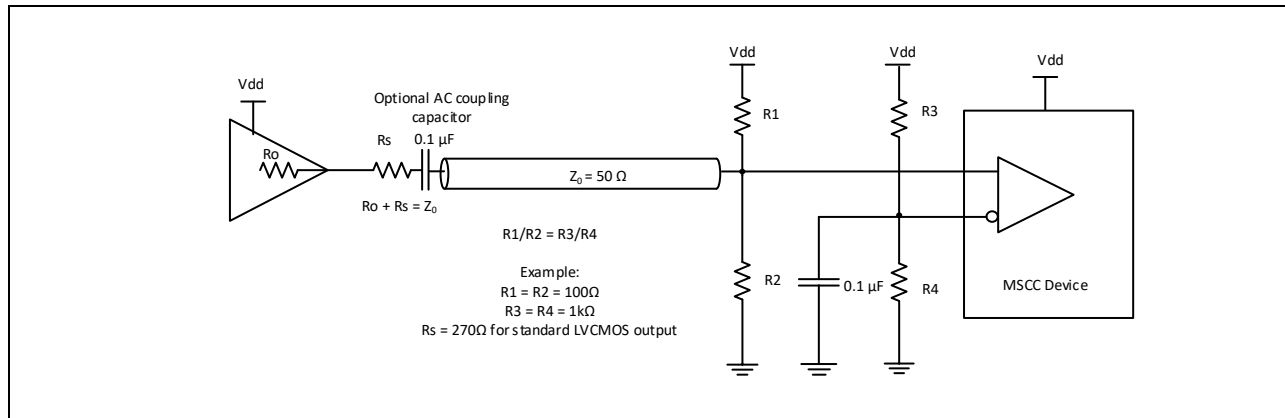 Vdd
Ro
Optional AC coupling
capacitor
Rs
0.1 µF
Ro + Rs = Z₀
Z₀ = 50 Ω
R1/R2 = R3/R4
Example:
R1 = R2 = 100Ω
R3 = R4 = 1kΩ
Rs = 270Ω for standard LVCMOS output
Vdd
R1
R2
Vdd
R3
R4
0.1 µF
Vdd
MSCC Device